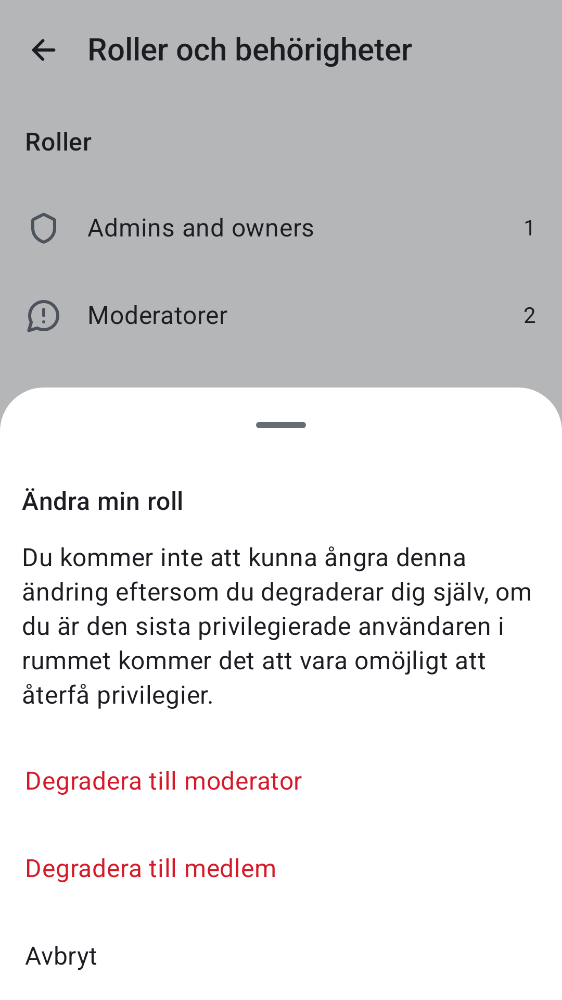 Roller och behörigheter
Roller
Admins and owners 1
Moderatorer 2
Ändra min roll
Du kommer inte att kunna ångra denna
ändring eftersom du degraderar dig själv, om
du är den sista privilegierade användaren i
rummet kommer det att vara omöjligt att
återfå privilegier.
Degradera till moderator
Degradera till medlem
Avbryt